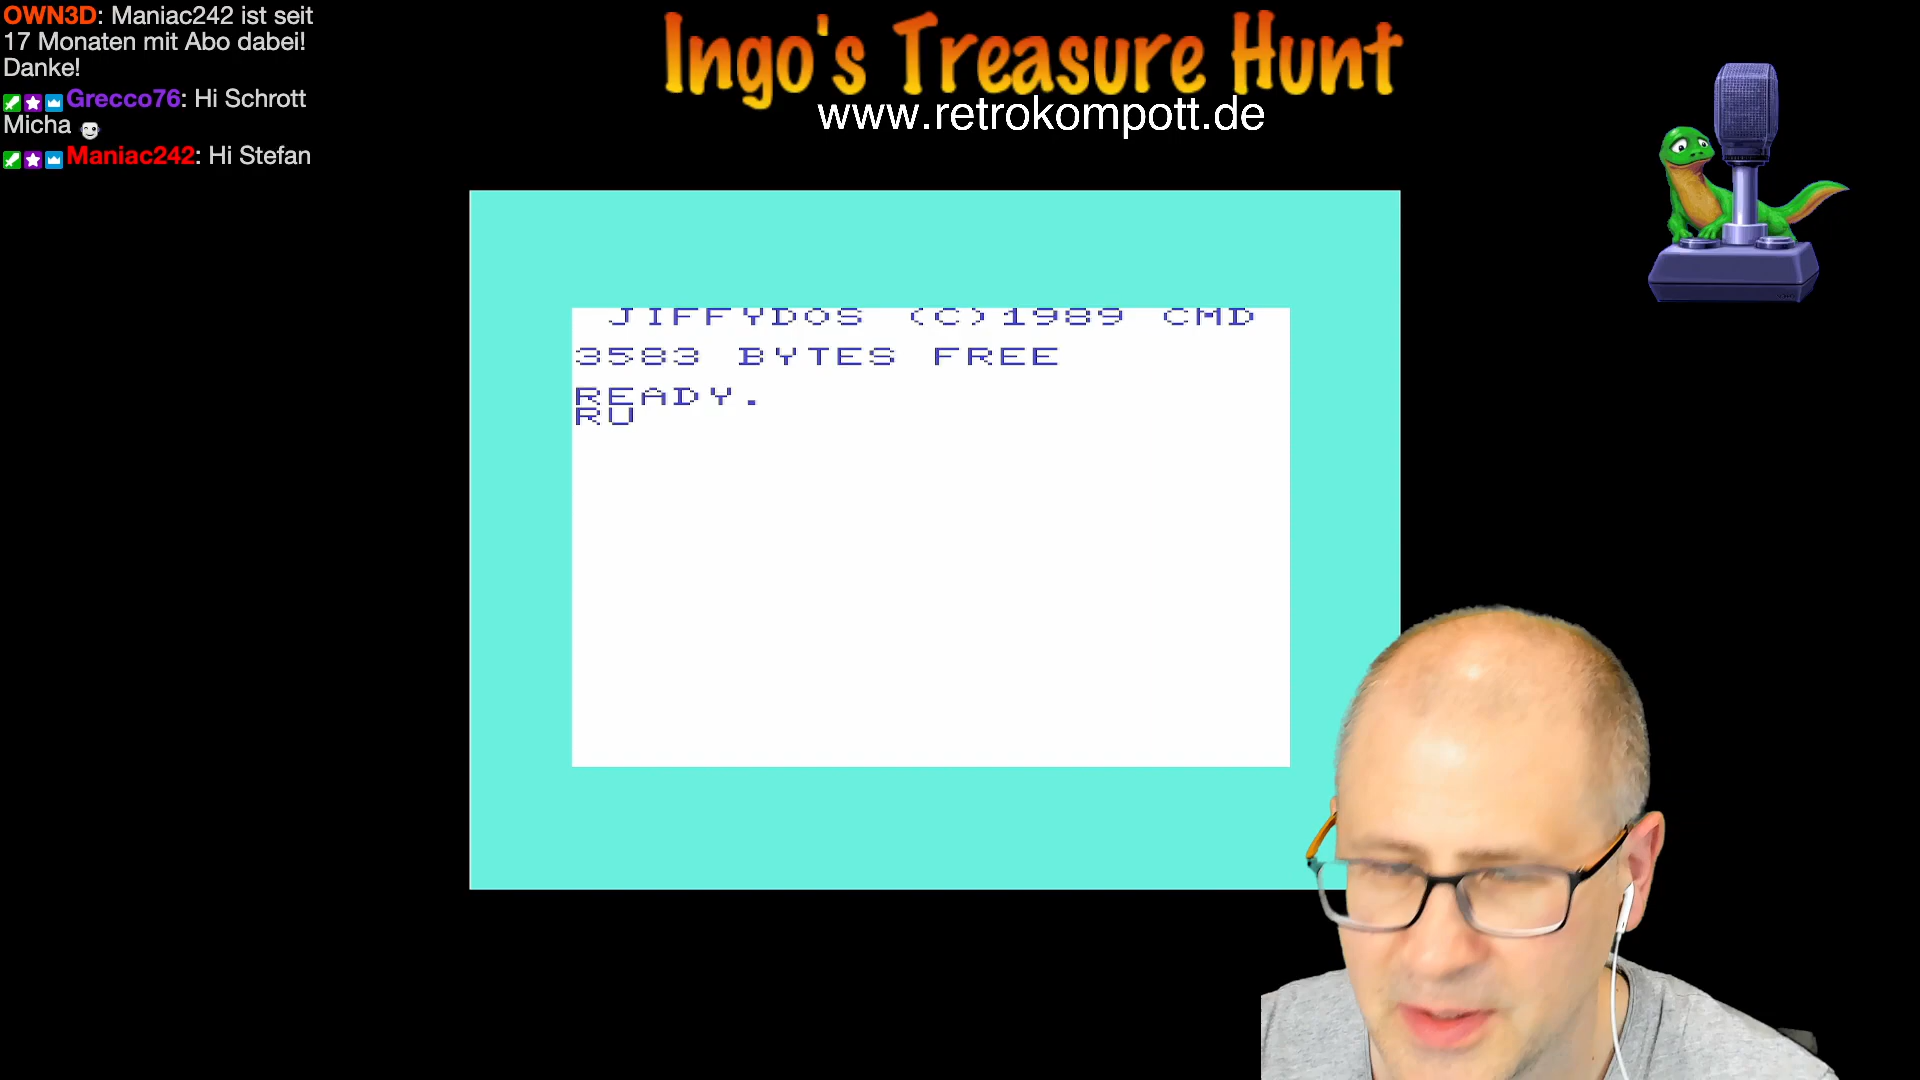 OWN3D: Maniac242 ist seit
17 Monaten mit Abo dabei!
Danke!
Grecco76: Hi Schrott
Micha
Maniac242: Hi Stefan
Ingo's Treasure Hunt
www.retrokompott.de
JIFFYDOS (C)1989 CMD
3583 BYTES FREE
READY.
RU